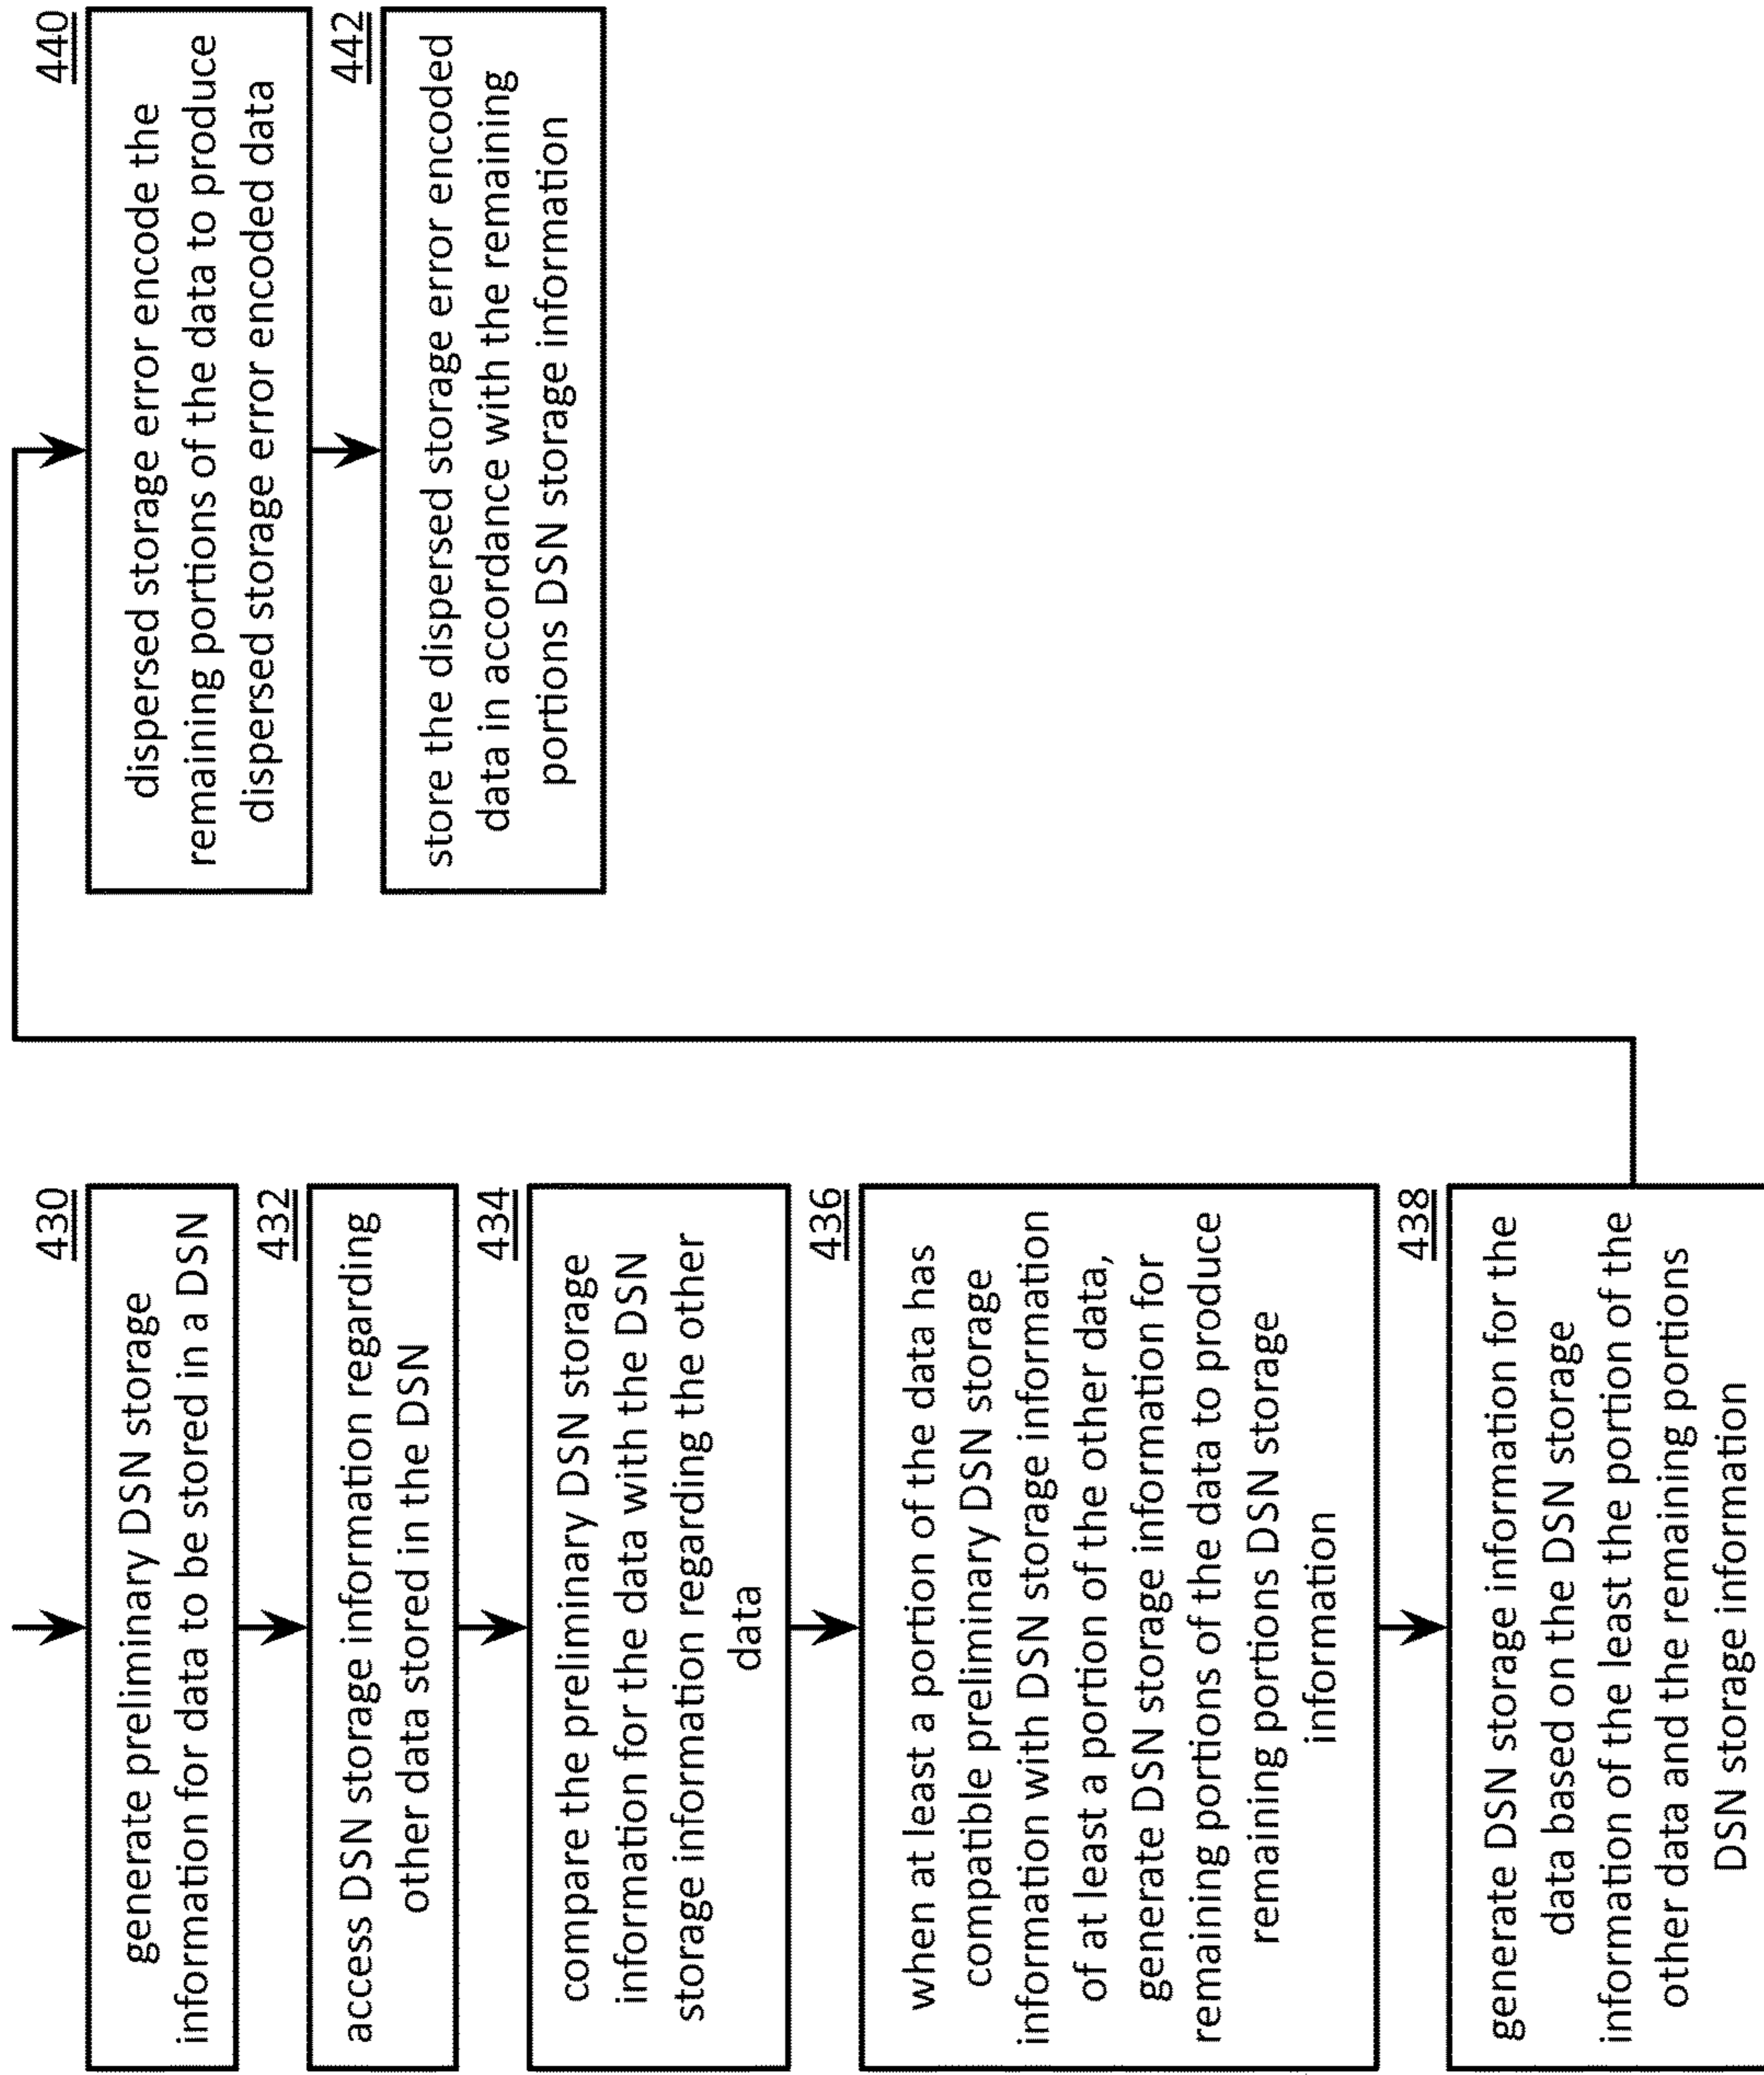 430
generate preliminary DSN storage
information for data to be stored in a DSN
432
access DSN storage information regarding
other data stored in the DSN
434
compare the preliminary DSN storage
information for the data with the DSN
storage information regarding the other
data
436
when at least a portion of the data has
compatible preliminary DSN storage
information with DSN storage information
of at least a portion of the other data,
generate DSN storage information for
remaining portions of the data to produce
remaining portions DSN storage
information
438
generate DSN storage information for the
data based on the DSN storage
information of the least the portion of the
other data and the remaining portions
DSN storage information
440
dispersed storage error encode the
remaining portions of the data to produce
dispersed storage error encoded data
442
store the dispersed storage error encoded
data in accordance with the remaining
portions DSN storage information